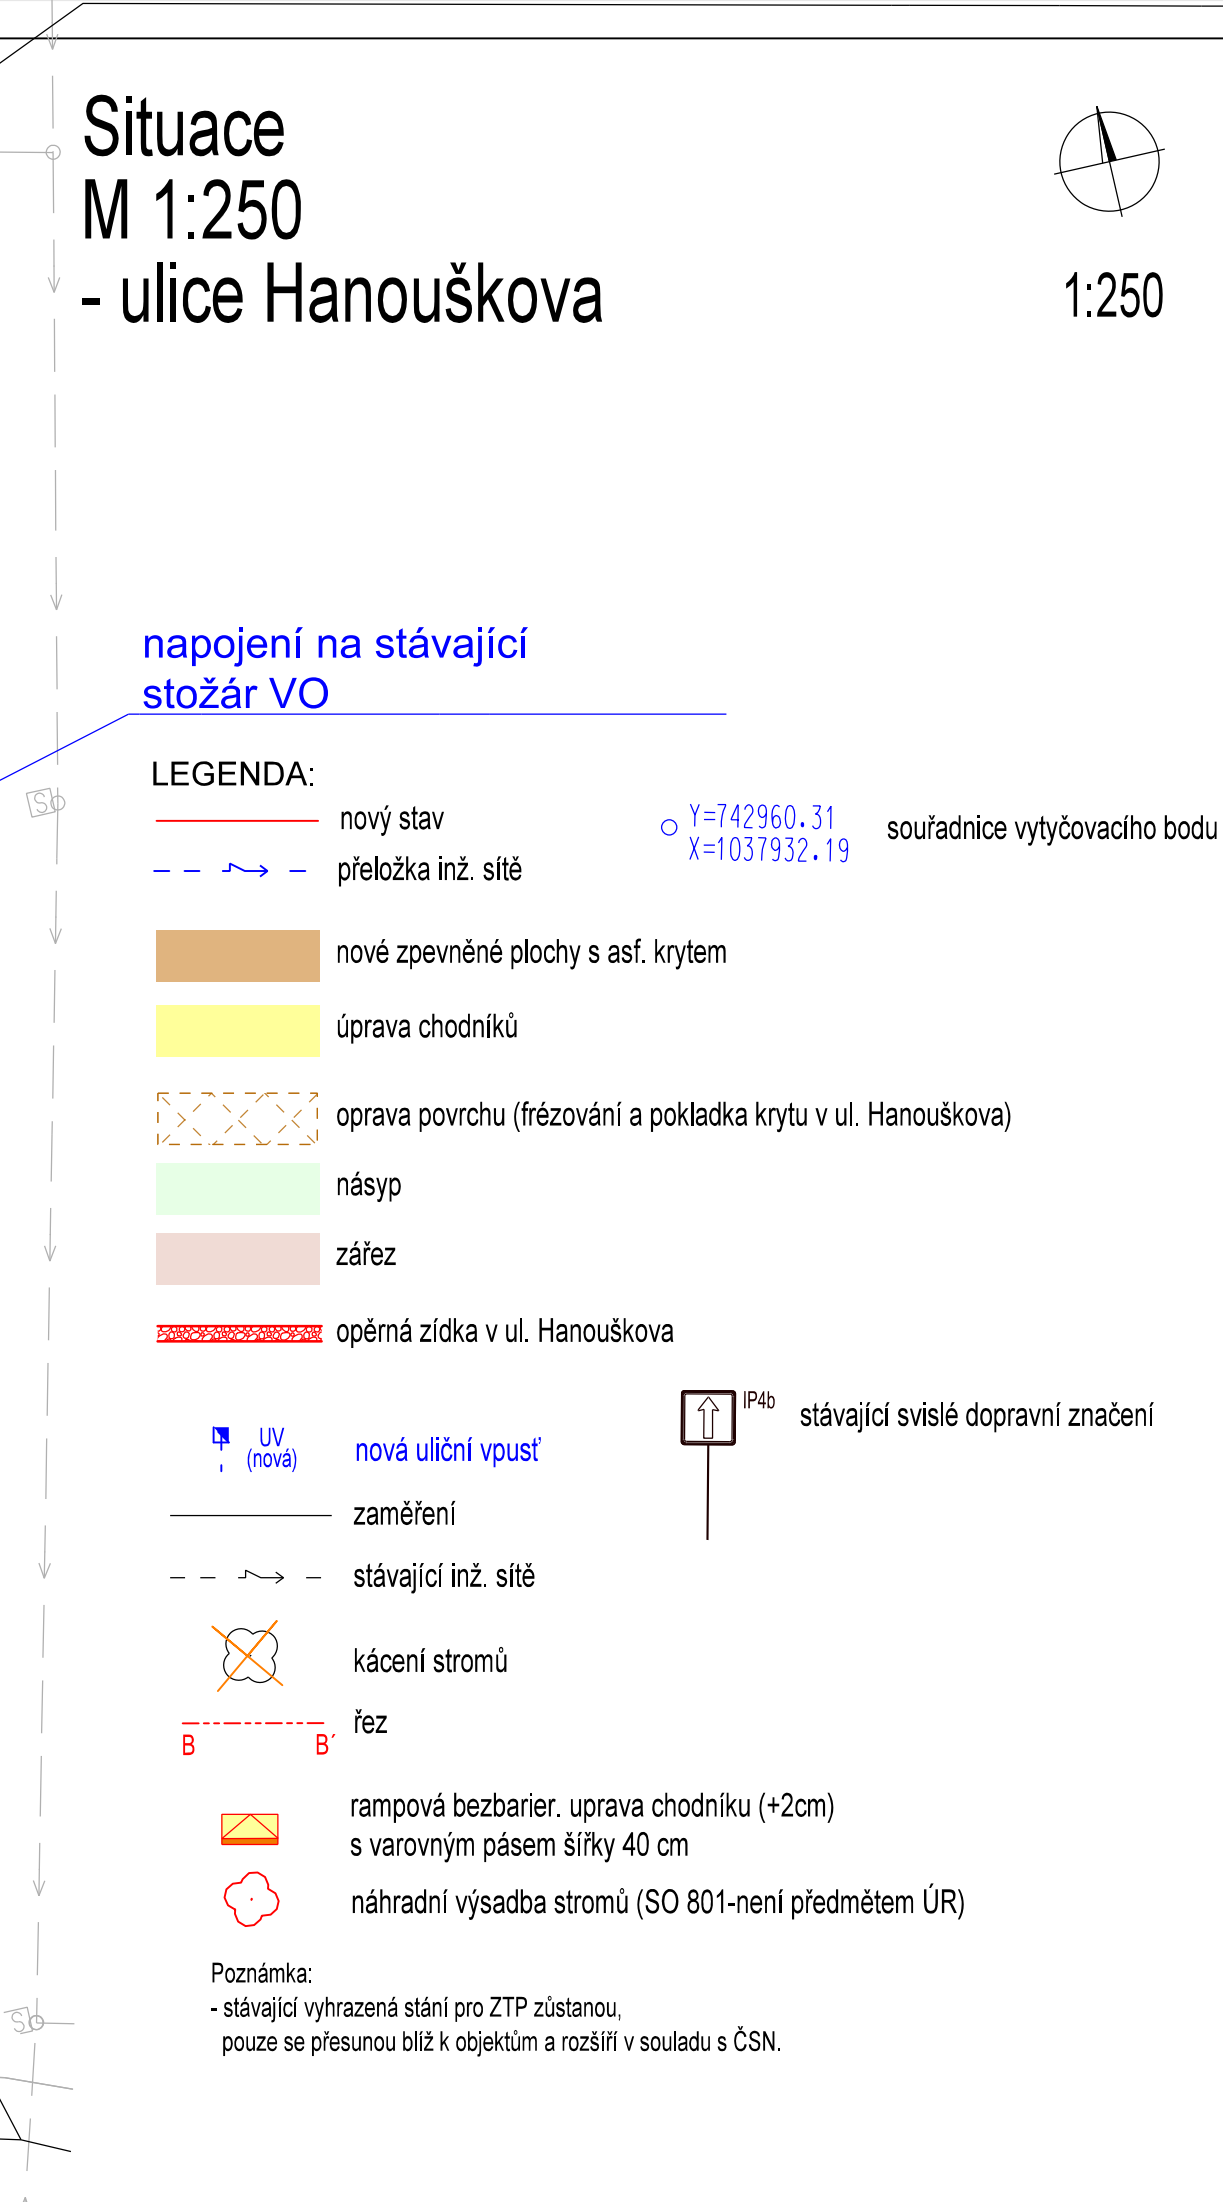 Situace
M 1:250
- ulice Hanouškova
1:250
napojení na stávající
stožár VO
LEGENDA:
nový stav
přeložka inž. sítě
Y=742960.31
X=1037932.19
souřadnice vytyčovacího bodu
nové zpevněné plochy s asf. krytem
úprava chodníků
oprava povrchu (frézování a pokladka krytu v ul. Hanouškova)
násyp
zářez
opěrná zídka v ul. Hanouškova
IP4b
stávající svislé dopravní značení
UV
(nová)
nová uliční vpusť
zaměření
stávající inž. sítě
kácení stromů
řez
B B´
rampová bezbarier. uprava chodníku (+2cm)
s varovným pásem šířky 40 cm
náhradní výsadba stromů (SO 801-není předmětem ÚR)
Poznámka:
- stávající vyhrazená stání pro ZTP zůstanou,
pouze se přesunou blíž k objektům a rozšíří v souladu s ČSN.
S
S